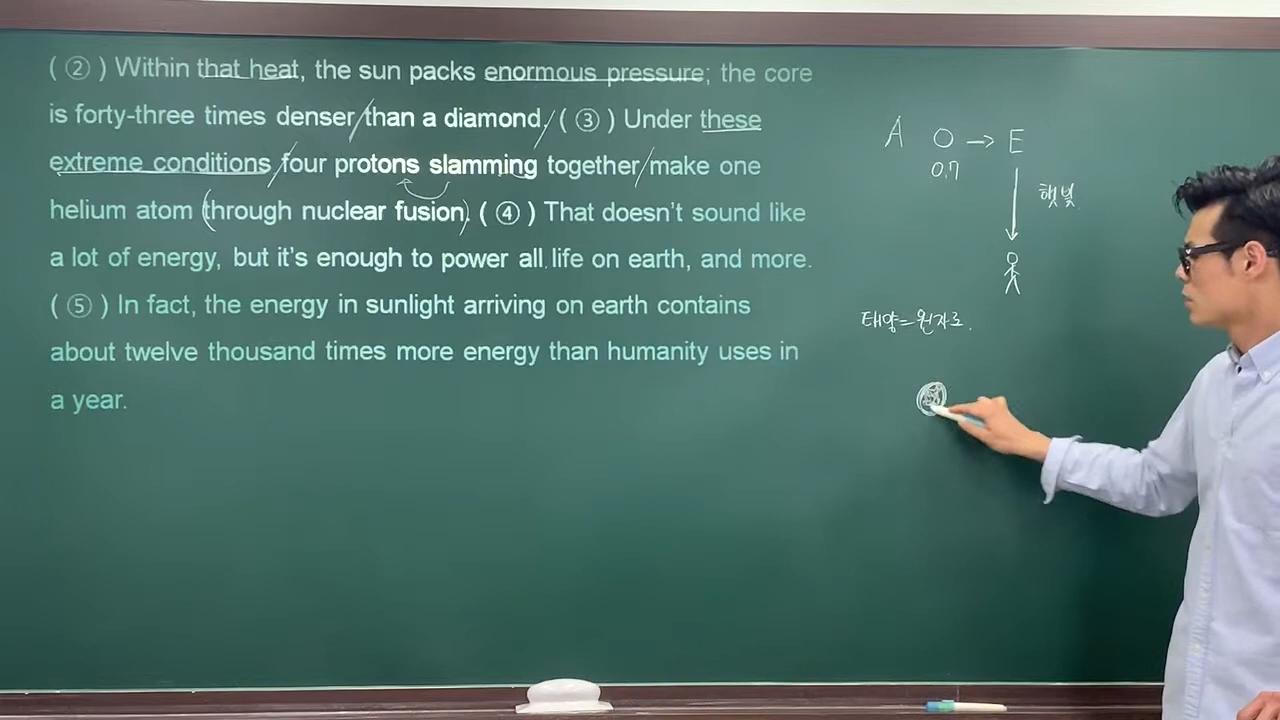 ( ② ) Within that heat, the sun packs enormous pressure; the core
is forty-three times denser than a diamond. ( ③ ) Under these
extreme conditions four protons slamming together make one
helium atom through nuclear fusion. ( ④ ) That doesn't sound like
a lot of energy, but it's enough to power all life on earth, and more.
( ⑤ ) In fact, the energy in sunlight arriving on earth contains
about twelve thousand times more energy than humanity uses in
a year.
A O → E
0.7
햇빛
태양=원자로.